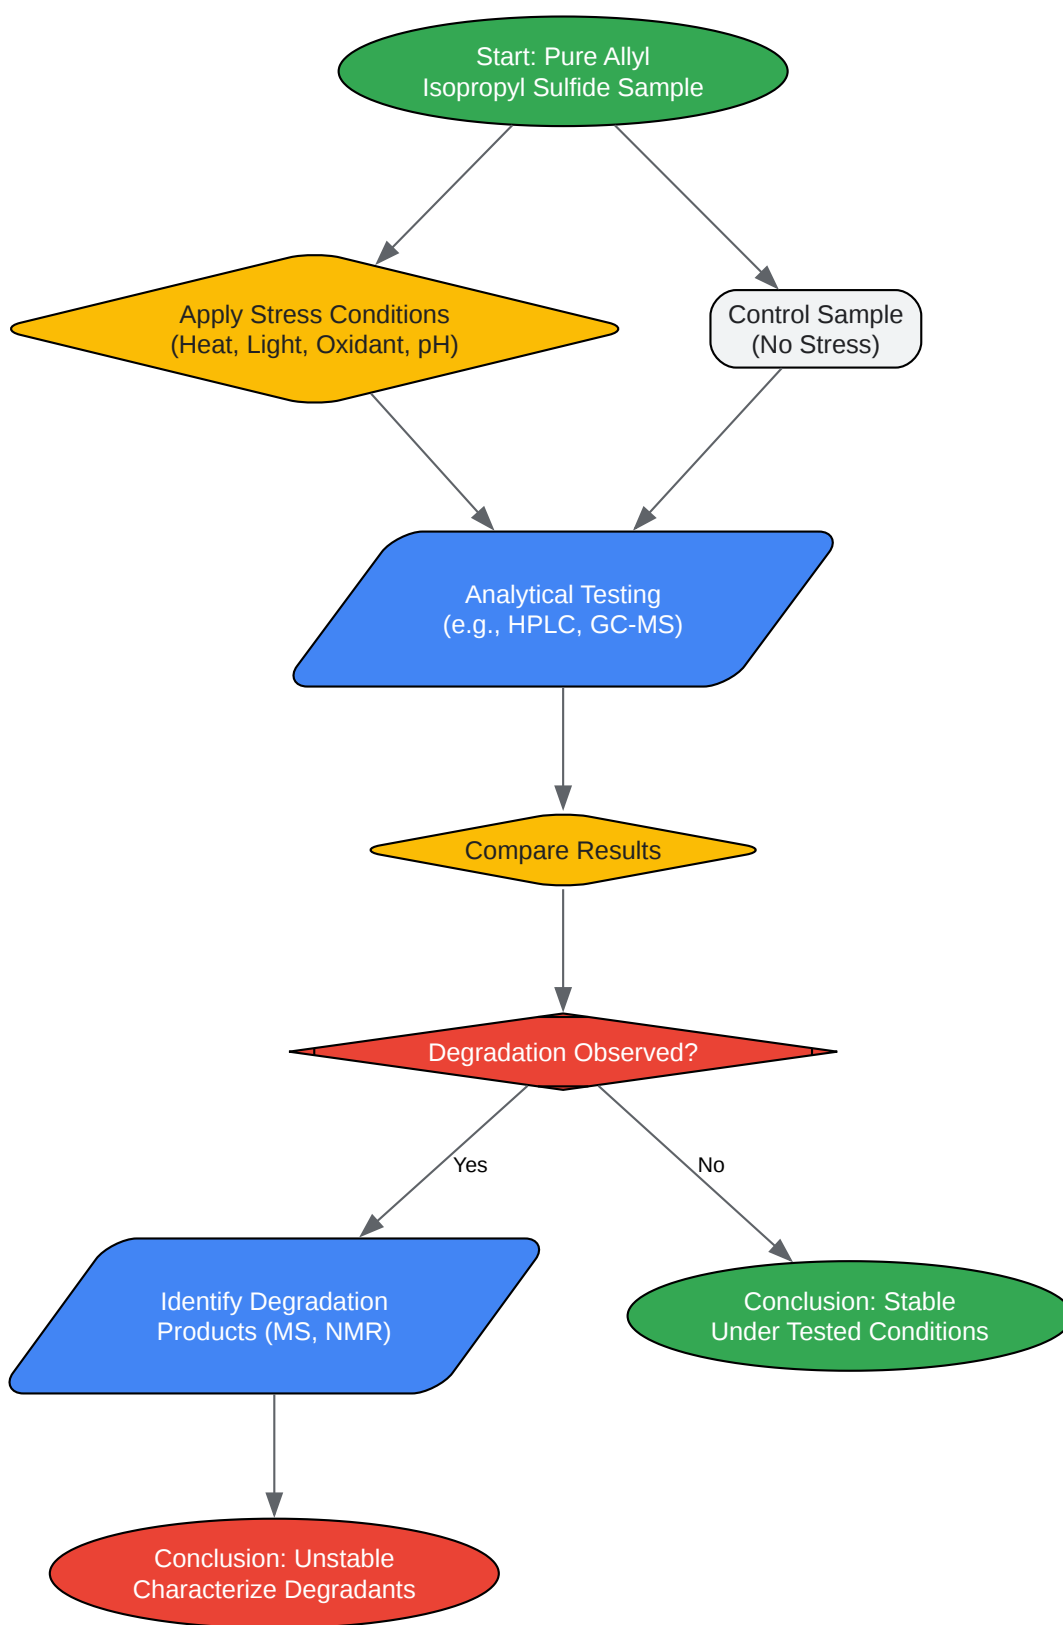 Start: Pure Allyl
Isopropyl Sulfide Sample
Apply Stress Conditions
(Heat, Light, Oxidant, pH)
Control Sample
(No Stress)
Analytical Testing
(e.g., HPLC, GC-MS)
Compare Results
Degradation Observed?
Yes
No
Identify Degradation
Products (MS, NMR)
Conclusion: Stable
Under Tested Conditions
Conclusion: Unstable
Characterize Degradants